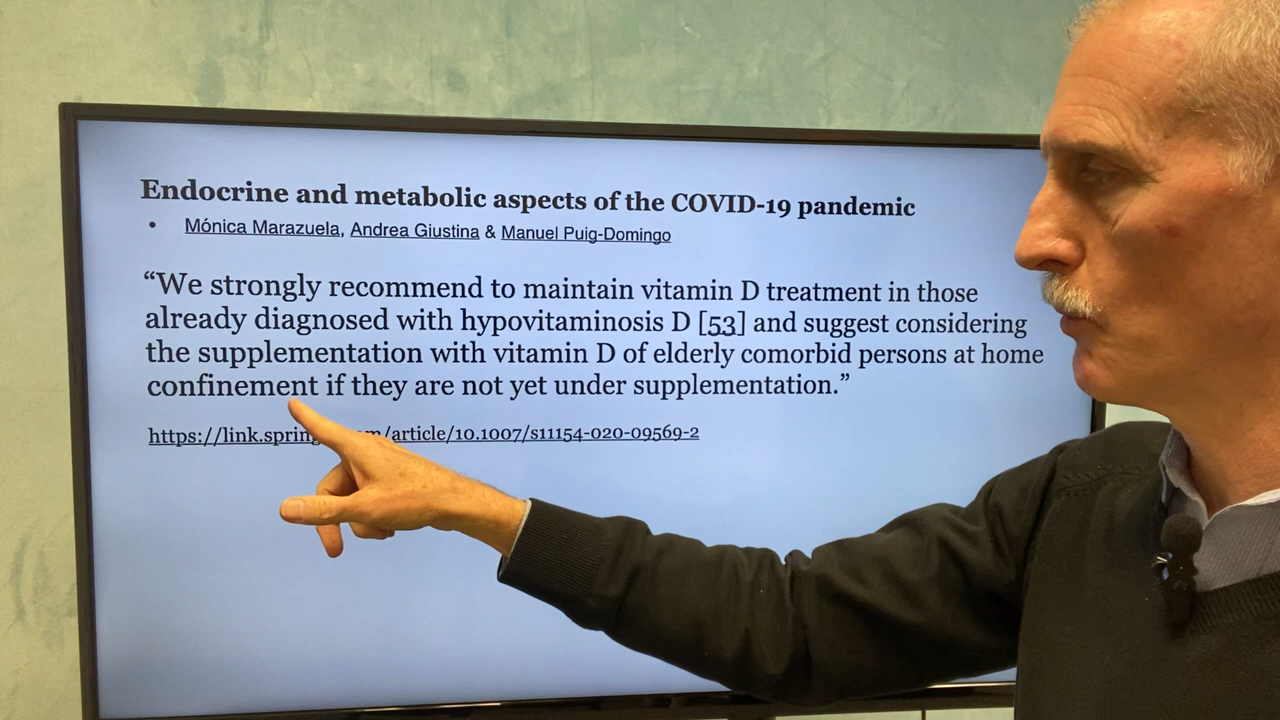 Endocrine and metabolic aspects of the COVID-19 pandemic
• Mónica Marazuela, Andrea Giustina & Manuel Puig-Domingo
“We strongly recommend to maintain vitamin D treatment in those
already diagnosed with hypovitaminosis D [53] and suggest considering
the supplementation with vitamin D of elderly comorbid persons at home
confinement if they are not yet under supplementation.”
https://link.spring m/article/10.1007/s11154-020-09569-2